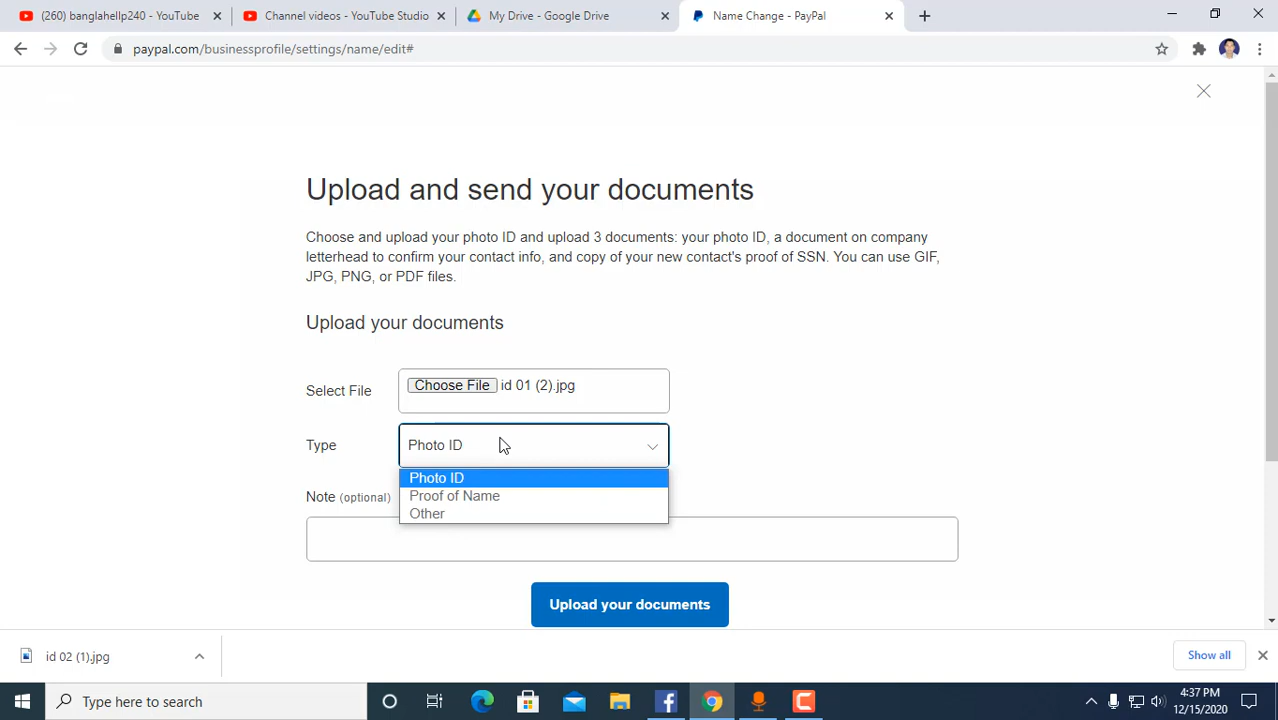 (260) banglahellp240 - YouTube
Channel videos - YouTube Studio
My Drive - Google Drive
Name Change - PayPal
paypal.com/businessprofile/settings/name/edit#
Upload and send your documents
Choose and upload your photo ID and upload 3 documents: your photo ID, a document on company
letterhead to confirm your contact info, and copy of your new contact's proof of SSN. You can use GIF,
JPG, PNG, or PDF files.
Upload your documents
Select File
Choose File id 01 (2).jpg
Type
Photo ID
Photo ID
Proof of Name
Other
Note (optional)
Upload your documents
id 02 (1).jpg
Show all
Type here to search
4:37 PM
12/15/2020